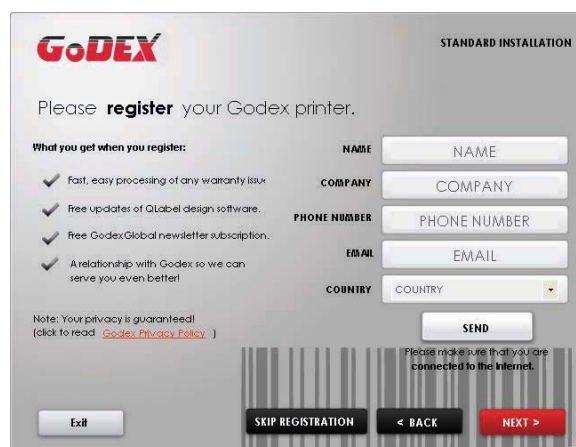 GoDEX
STANDARD INSTALLATION
Please register your Godex printer.
What you get when you register:
Fast, easy processing of any warranty issu
Free updates of QLabel design software.
Free GodexGlobal newsletter subscription.
A relationship with Godex so we can
serve you even better!
Note: Your privacy is guaranteed!
(click to read Godex Privacy Policy )
NAME NAME
COMPANY COMPANY
PHONE NUMBER PHONE NUMBER
EMAIL EMAIL
COUNTRY COUNTRY
SEND
Please make sure that you are
connected to the Internet.
Exit
SKIP REGISTRATION
< BACK
NEXT >